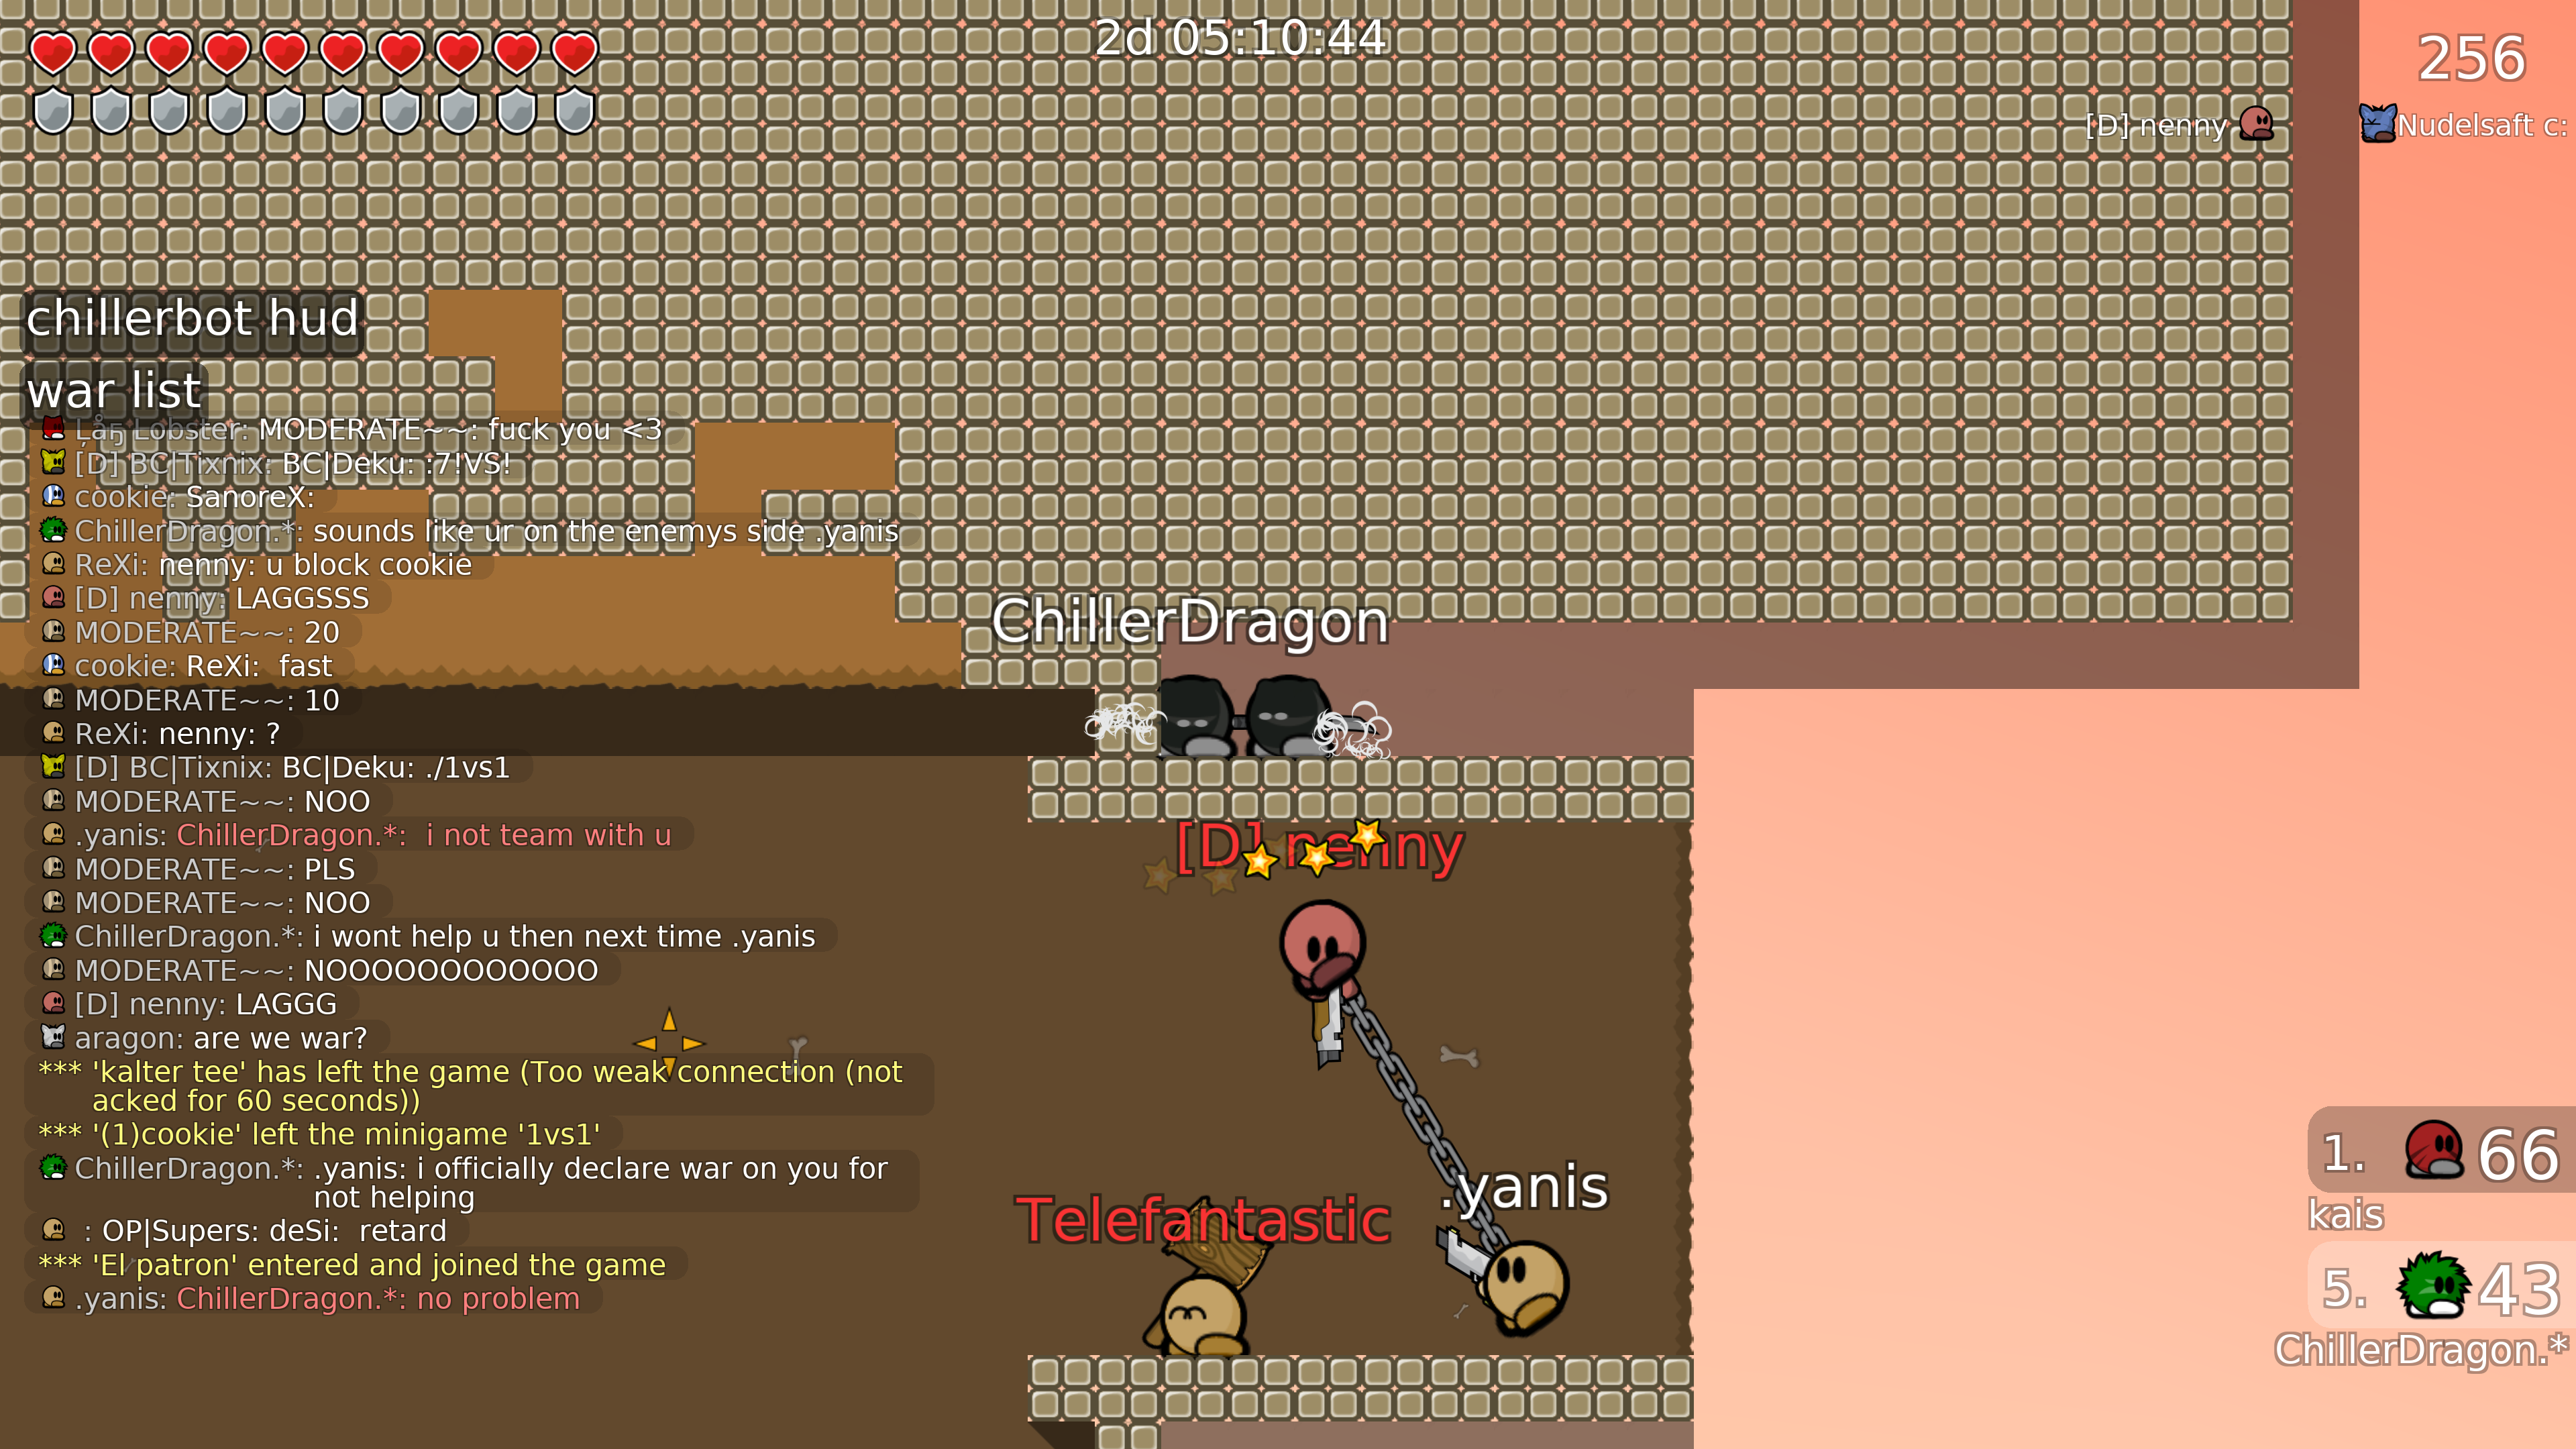 2d 05:10:44
256
[D] nenny
Nudelsaft c:
chillerbot hud
war list
Lobster: MODERATE~~: fuck you <3
[D] BC|Tixnix: BC|Deku: :7!VS!
cookie: SanoreX:
ChillerDragon.*: sounds like ur on the enemys side .yanis
ReXi: nenny: u block cookie
[D] nenny: LAGGSSS
MODERATE~~: 20
cookie: ReXi:  fast
MODERATE~~: 10
ReXi: nenny: ?
[D] BC|Tixnix: BC|Deku: ./1vs1
MODERATE~~: NOO
.yanis: ChillerDragon.*:  i not team with u
MODERATE~~: PLS
MODERATE~~: NOO
ChillerDragon.*: i wont help u then next time .yanis
MODERATE~~: NOOOOOOOOOOOO
[D] nenny: LAGGG
aragon: are we war?
*** 'kalter tee' has left the game (Too weak connection (not
acked for 60 seconds))
*** '(1)cookie' left the minigame '1vs1'
ChillerDragon.*: .yanis: i officially declare war on you for
not helping
: OP|Supers: deSi:  retard
*** 'El patron' entered and joined the game
.yanis: ChillerDragon.*: no problem
ChillerDragon
[D] nenny
.yanis
Telefantastic
1. 66
kais
5. 43
ChillerDragon.*